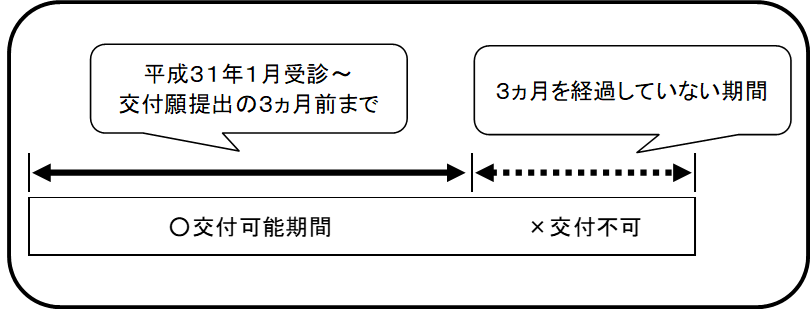 平成３１年１月受診～
交付願提出の３ヵ月前まで
３ヵ月を経過していない期間
〇交付可能期間
×交付不可